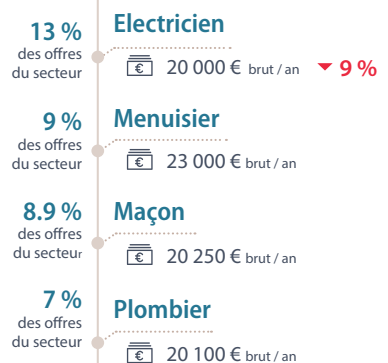 13 %
des offres
du secteur
Electricien
20 000 € brut / an 9 %
9 %
des offres
du secteur
Menuisier
23 000 € brut / an
8.9 %
des offres
du secteurr
Maçon
20 250 € brut / an
7 %
des offres
du secteur
Plombier
20 100 € brut / an